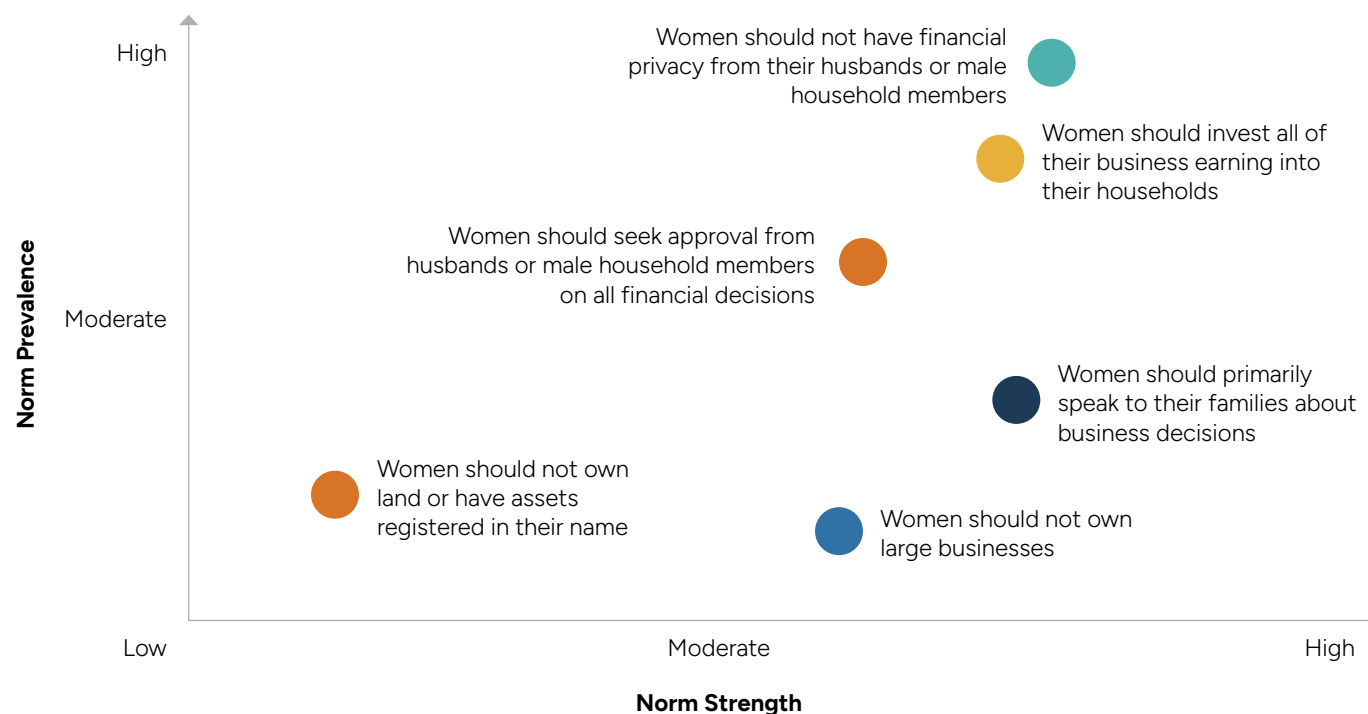 High
Women should not have financial
privacy from their husbands or male
household members
Women should invest all of
their business earning into
their households
Women should seek approval from
husbands or male household members
on all financial decisions
Norm Prevalence
Moderate
Women should primarily
speak to their families about
business decisions
Women should not own
land or have assets
registered in their name
Women should not own
large businesses
Low
Moderate
High
Norm Strength